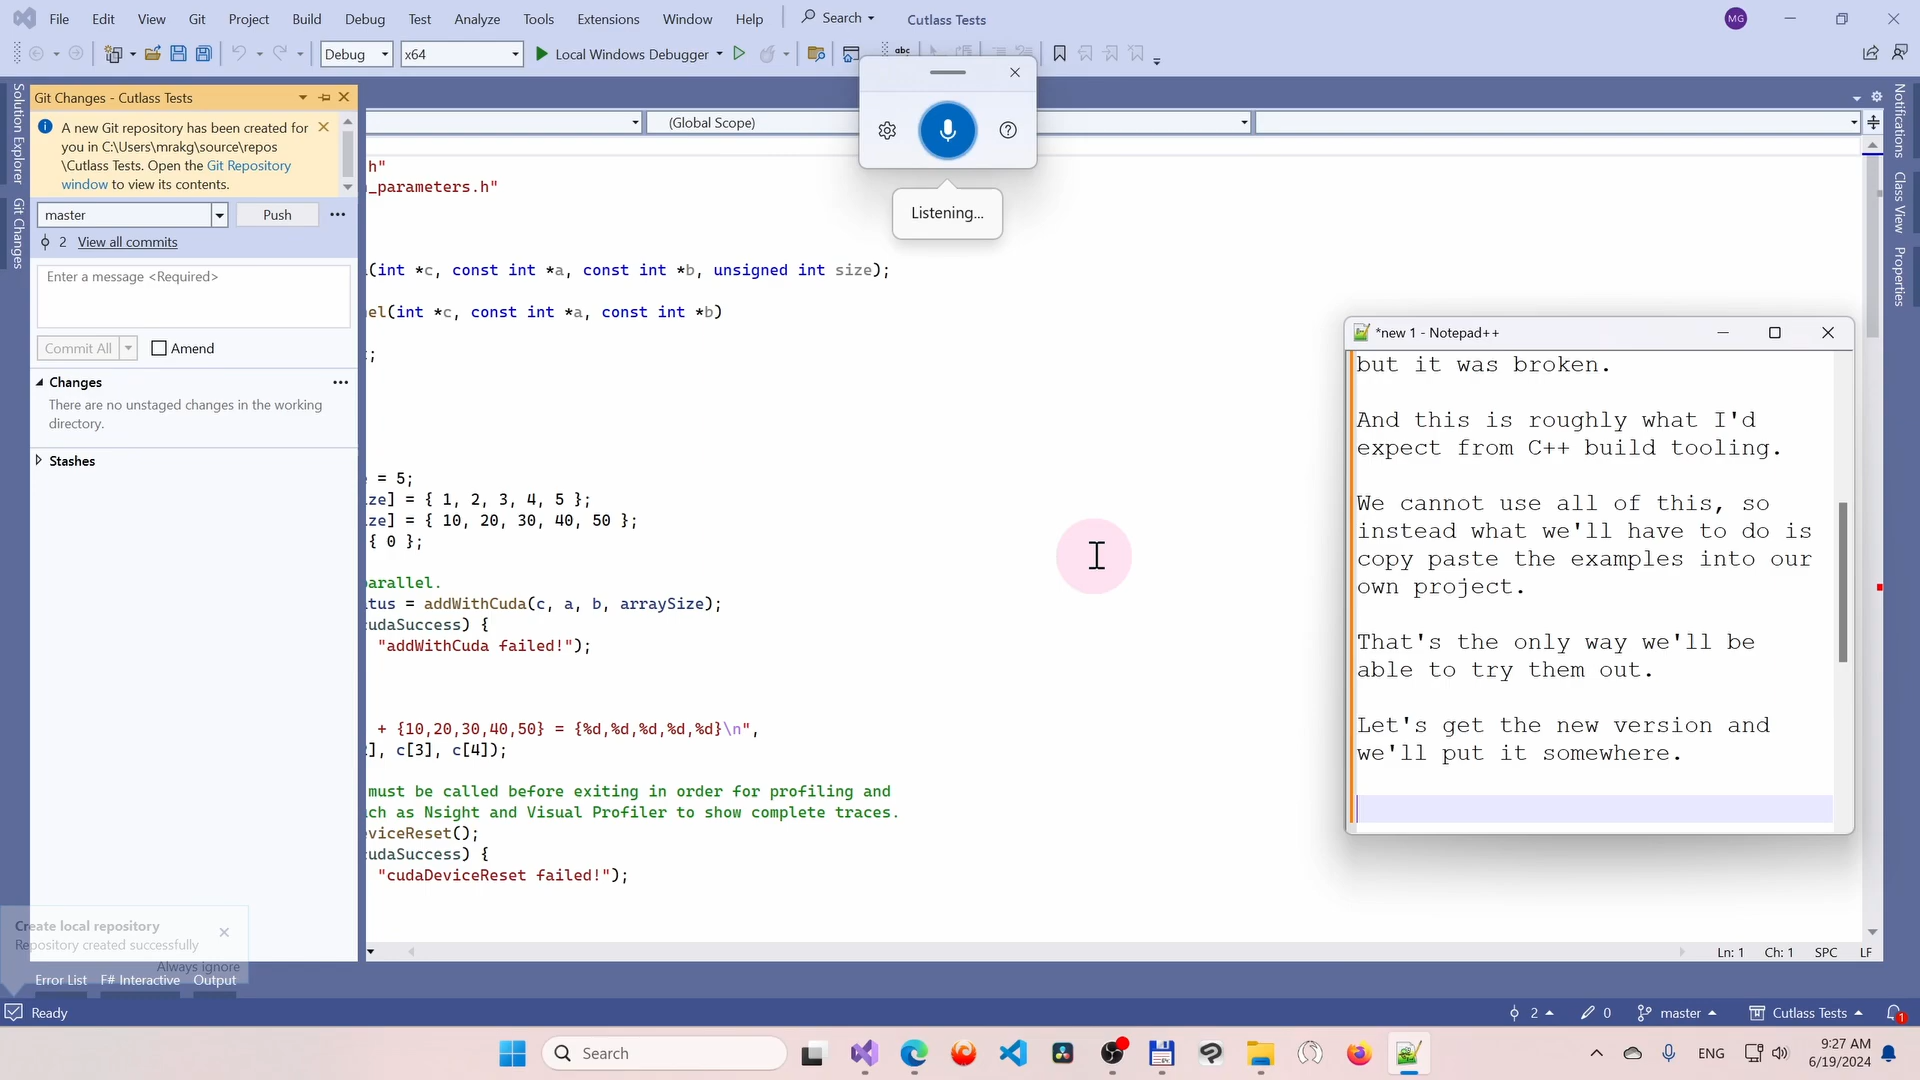 File Edit View Git Project Build Debug Test Analyze Tools Extensions Window Help Search Cutlass Tests MG
Debug x64 Local Windows Debugger abc
Git Changes - Cutlass Tests
A new Git repository has been created for
you in C:\Users\mrakg\source\repos
\Cutlass Tests. Open the Git Repository
window to view its contents.
master Push
2 View all commits
Enter a message <Required>
Commit All Amend
Changes
There are no unstaged changes in the working
directory.
Stashes
Solution Explorer
Git Changes
(Global Scope)
Listening...
h"
_parameters.h"
(int *c, const int *a, const int *b, unsigned int size);
el(int *c, const int *a, const int *b)
;
= 5;
ze] = { 1, 2, 3, 4, 5 };
ze] = { 10, 20, 30, 40, 50 };
{ 0 };
parallel.
tus = addWithCuda(c, a, b, arraySize);
cudaSuccess) {
"addWithCuda failed!");
+ {10,20,30,40,50} = {%d,%d,%d,%d,%d}\n",
], c[3], c[4]);
must be called before exiting in order for profiling and
ch as Nsight and Visual Profiler to show complete traces.
viceReset();
cudaSuccess) {
"cudaDeviceReset failed!");
*new 1 - Notepad++
but it was broken.
And this is roughly what I'd
expect from C++ build tooling.
We cannot use all of this, so
instead what we'll have to do is
copy paste the examples into our
own project.
That's the only way we'll be
able to try them out.
Let's get the new version and
we'll put it somewhere.
Notifications
Class View
Properties
Create local repository
Repository created successfully
Always ignore
Error List F# Interactive Output
Ln: 1 Ch: 1 SPC LF
Ready 2 0 master Cutlass Tests 1
Search ENG 9:27 AM
6/19/2024